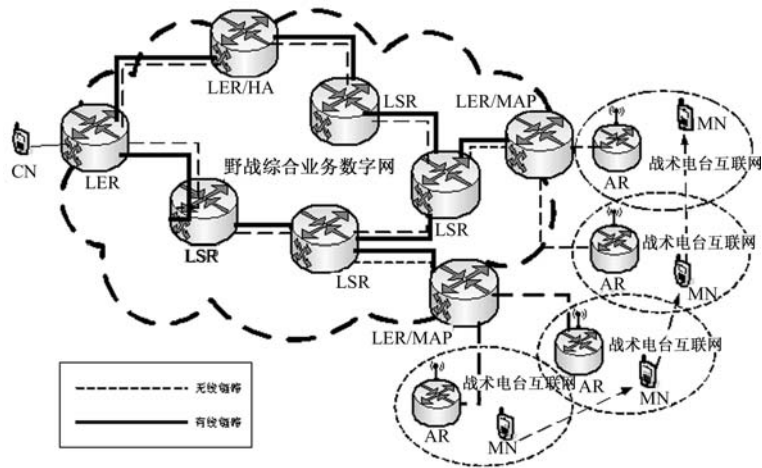 LER/HA
LSR
LER/MAP
MN
CN
LER
野战综合业务数字网
AR
战术电台互联网
LSR
LSR
战术电台互联网
LSR
AR
MN
LER/MAP
战术电台互联网
战术电台互联网
AR
MN
AR
MN
无线链路
有线链路